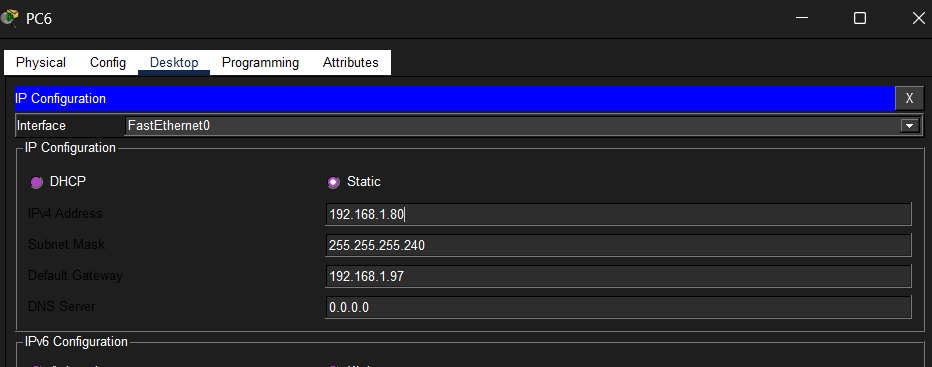 PC6
Physical Config Desktop Programming Attributes
IP Configuration X
Interface FastEthernet0
IP Configuration
DHCP Static
IPv4 Address 192.168.1.80
Subnet Mask 255.255.255.240
Default Gateway 192.168.1.97
DNS Server 0.0.0.0
IPv6 Configuration